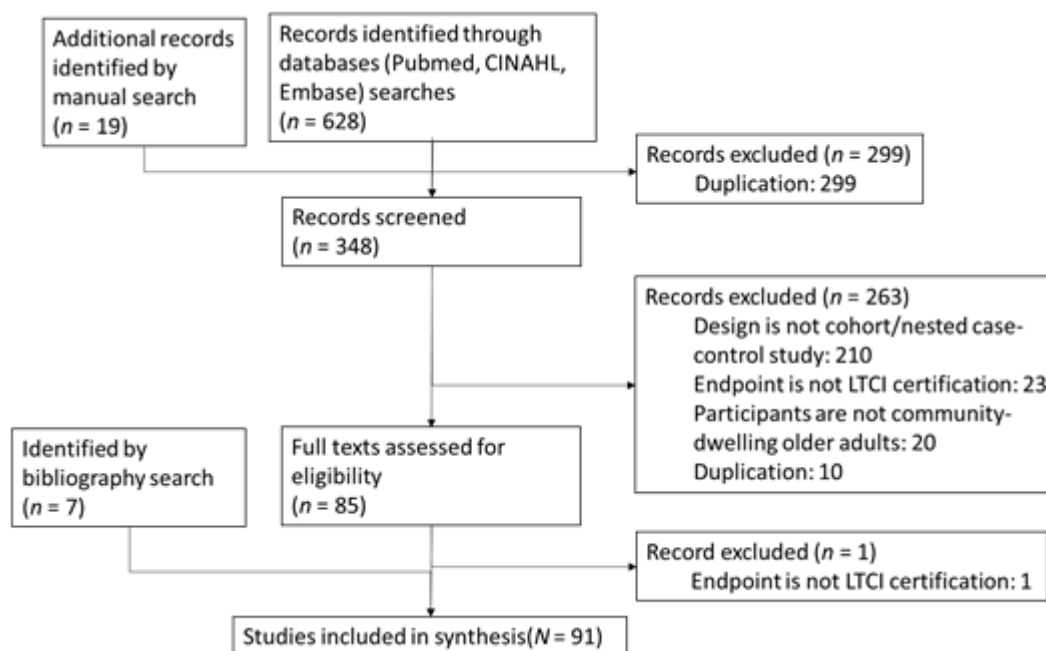 Additional records
identified by
manual search
(n = 19)
Records identified through
databases (Pubmed, CINAHL,
Embase) searches
(n = 628)
Records excluded (n = 299)
Duplication: 299
Records screened
(n = 348)
Records excluded (n = 263)
Design is not cohort/nested case-
control study: 210
Endpoint is not LTCI certification: 23
Participants are not community-
dwelling older adults: 20
Duplication: 10
Identified by
bibliography search
(n = 7)
Full texts assessed for
eligibility
(n = 85)
Record excluded (n = 1)
Endpoint is not LTCI certification: 1
Studies included in synthesis(N = 91)